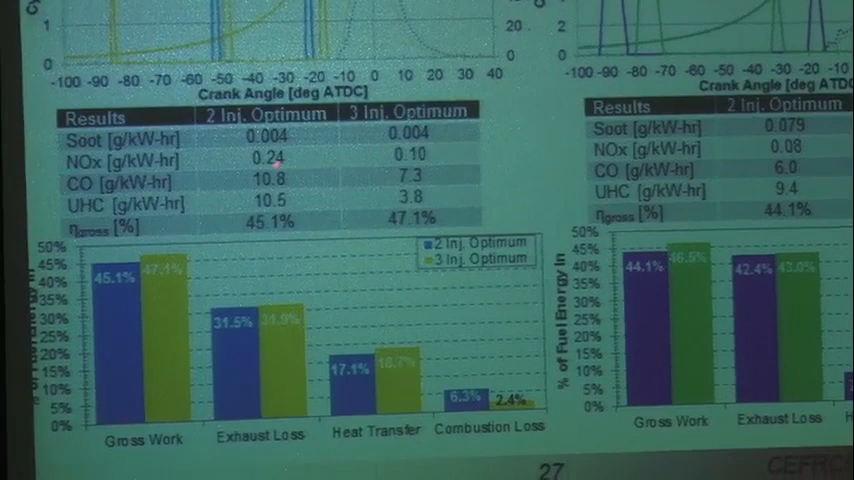 1
0
20
0
-100 -90 -80 -70 -60 -50 -40 -30 -20 -10 0 10 20 30 40
Crank Angle [deg ATDC]
Results 2 Inj. Optimum 3 Inj. Optimum
Soot [g/kW-hr] 0.004 0.004
NOx [g/kW-hr] 0.24 0.10
CO [g/kW-hr] 10.8 7.3
UHC [g/kW-hr] 10.5 3.8
ηgross [%] 45.1% 47.1%
50%
45%
40%
35%
30%
25%
20%
15%
10%
5%
0%
2 Inj. Optimum
3 Inj. Optimum
45.1% 47.1%
31.5% 31.9%
17.1% 18.7%
6.3% 2.4%
Gross Work Exhaust Loss Heat Transfer Combustion Loss
2
0
-100 -90 -80 -70 -60 -50 -40 -30 -20 -10
Crank Angle [deg
Results 2 Inj. Optimum
Soot [g/kW-hr] 0.079
NOx [g/kW-hr] 0.08
CO [g/kW-hr] 6.0
UHC [g/kW-hr] 9.4
ηgross [%] 44.1%
% of Fuel Energy In
50%
45%
40%
35%
30%
25%
20%
15%
10%
5%
0%
44.1% 46.5%
42.4% 43.0%
Gross Work Exhaust Loss
27